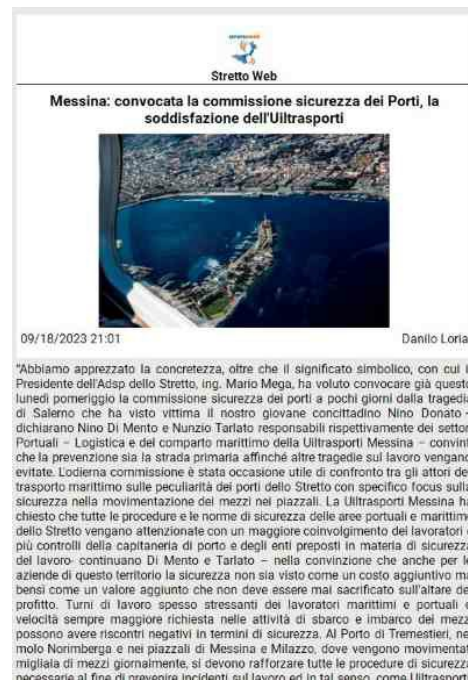 Stretto Web
Messina: convocata la commissione sicurezza dei Porti, la
soddisfazione dell'Uiltrasporti
09/18/2023 21:01
Danilo Loria
"Abbiamo apprezzato la concretezza, oltre che il significato simbolico, con cui
Presidente dell'Adsp dello Stretto, ing. Mario Mega, ha voluto convocare già questo
lunedì pomeriggio la commissione sicurezza dei porti a pochi giorni dalla tragedia
di Salerno che ha visto vittima il nostro giovane concittadino Nino Donato -
dichiarano Nino Di Mento e Nunzio Tarlato responsabili rispettivamente dei settori
Portuali – Logistica e del comparto marittimo della Uiltrasporti Messina – convinti
che la prevenzione sia la strada primaria affinché altre tragedie sul lavoro vengano
evitate. L'odierna commissione è stata occasione utile di confronto tra gli attori del
trasporto marittimo sulle peculiarità dei porti dello Stretto con specifico focus sulla
sicurezza nella movimentazione dei mezzi nei piazzali. La Uiltrasporti Messina ha
chiesto che tutte le procedure e le norme di sicurezza delle aree portuali e marittime
dello Stretto vengano attenzionate con un maggiore coinvolgimento dei lavoratori e
più controlli della capitaneria di porto e degli enti preposti in materia di sicurezza
del lavoro- continuano Di Mento e Tarlato – nella convinzione che anche per le
aziende di questo territorio la sicurezza non sia visto come un costo aggiuntivo ma
bensì come un valore aggiunto che non deve essere mai sacrificato sull'altare del
profitto. Turni di lavoro spesso stressanti dei lavoratori marittimi e portuali e
velocità sempre maggiore richiesta nelle attività di sbarco e imbarco dei mezzi
possono avere riscontri negativi in termini di sicurezza. Al Porto di Tremestieri, nel
molo Norimberga e nei piazzali di Messina e Milazzo, dove vengono movimentati
migliaia di mezzi giornalmente, si devono rafforzare tutte le procedure di sicurezza
necessarie al fine di prevenire incidenti sul lavoro ed in tal senso, come Uiltrasporti